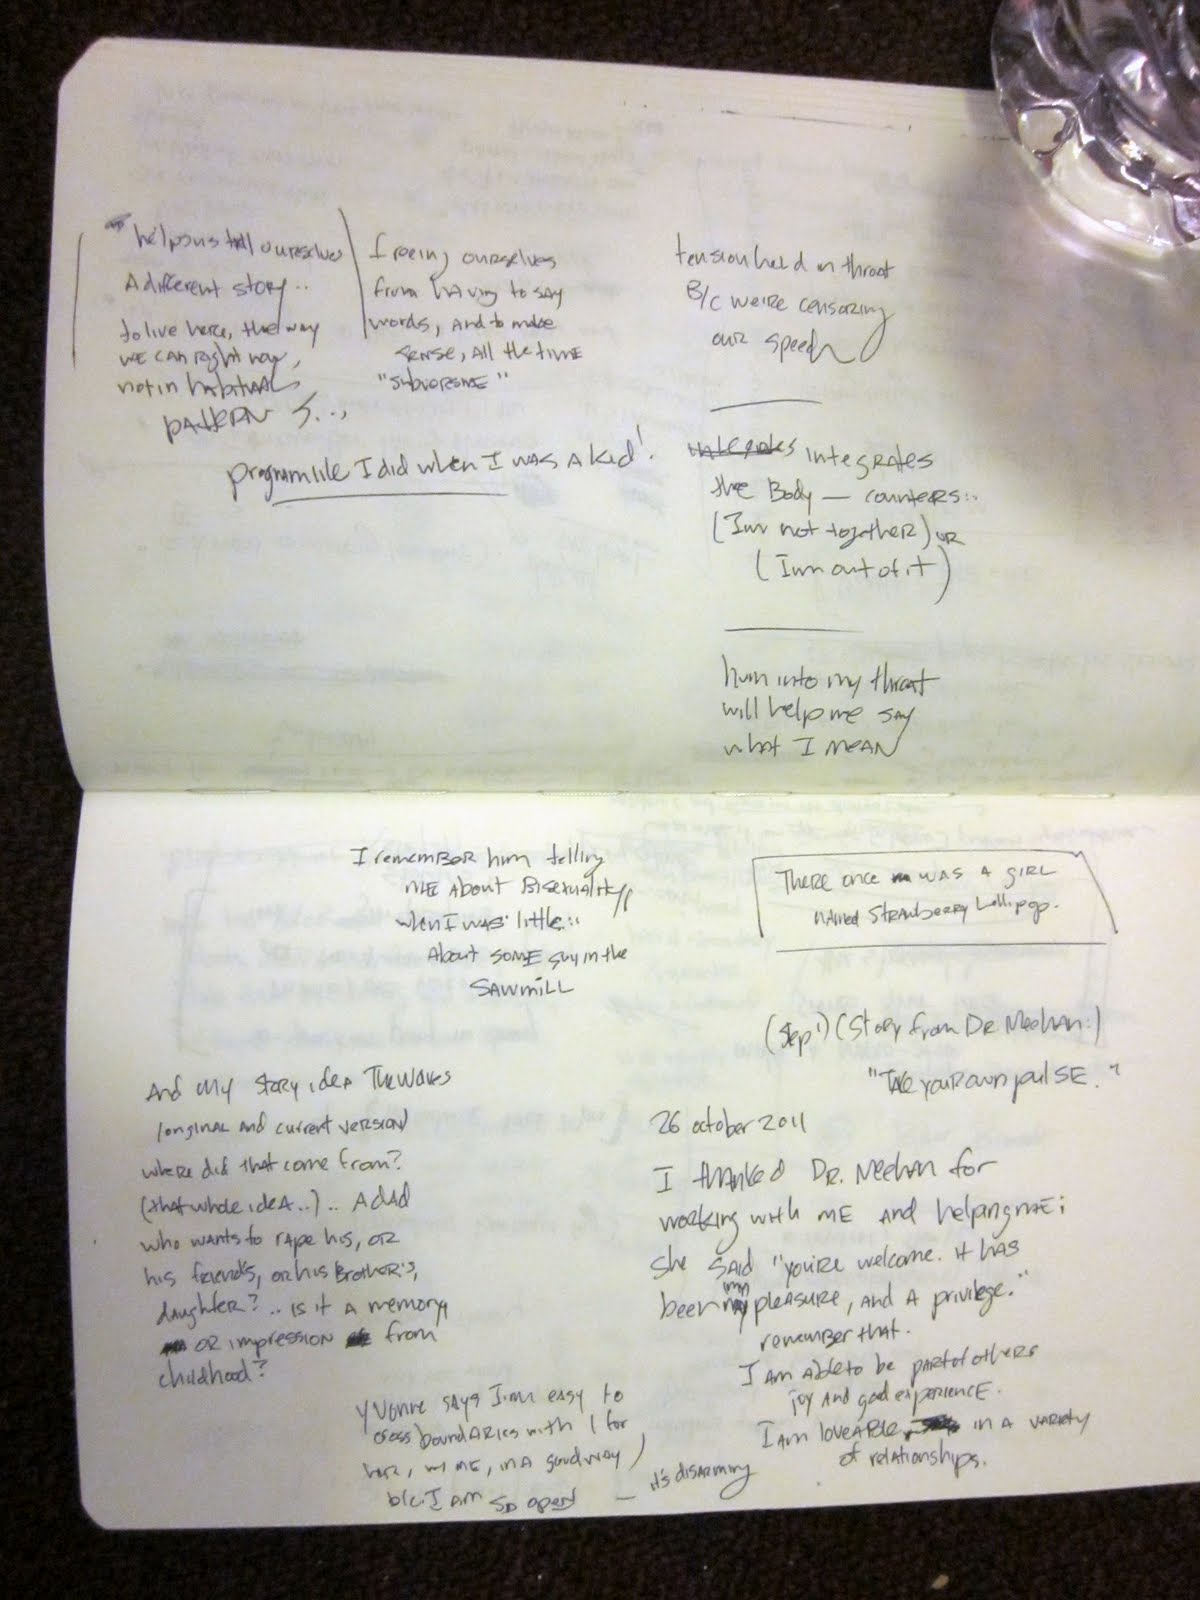 helps us tell ourselves
A different story..
to live here, the way
we can right now,
not in habitual
patterns...
freeing ourselves
from having to say
words, and to make
sense, all the time
"subversive"
programlike I did when I was a kid!
tension held in throat
B/c we're censoring
our speech
integrates integrates
the Body — counters:.
(I'm not together) or
(I'm out of it)
hum into my throat
will help me say
what I mean
I remember him telling
me about Bisexuality,
when I was little::
about some guy in the
Sawmill
And my story idea The Waves
(original and current version)
where did that come from?
(that whole idea..).. A dad
who wants to rape his, or
his friend's, or his Brother's,
daughter?.. is it a memory,
or impression from
childhood?
Yvonne says I'm easy to
cross boundaries with (for
her, w/ me, in a good way)
b/c I am so open — it's disarming
There once was a girl
named Strawberry Lollipop.
(Sep 1) (Story from Dr Meehan:)
"Take your own pulse."
26 october 2011
I thanked Dr. Meehan for
working with me and helping me;
she said "you're welcome. it has
been my pleasure, and a privilege."
remember that.
I am able to be part of others
joy and good experience.
I am loveable, in a variety
of relationships.